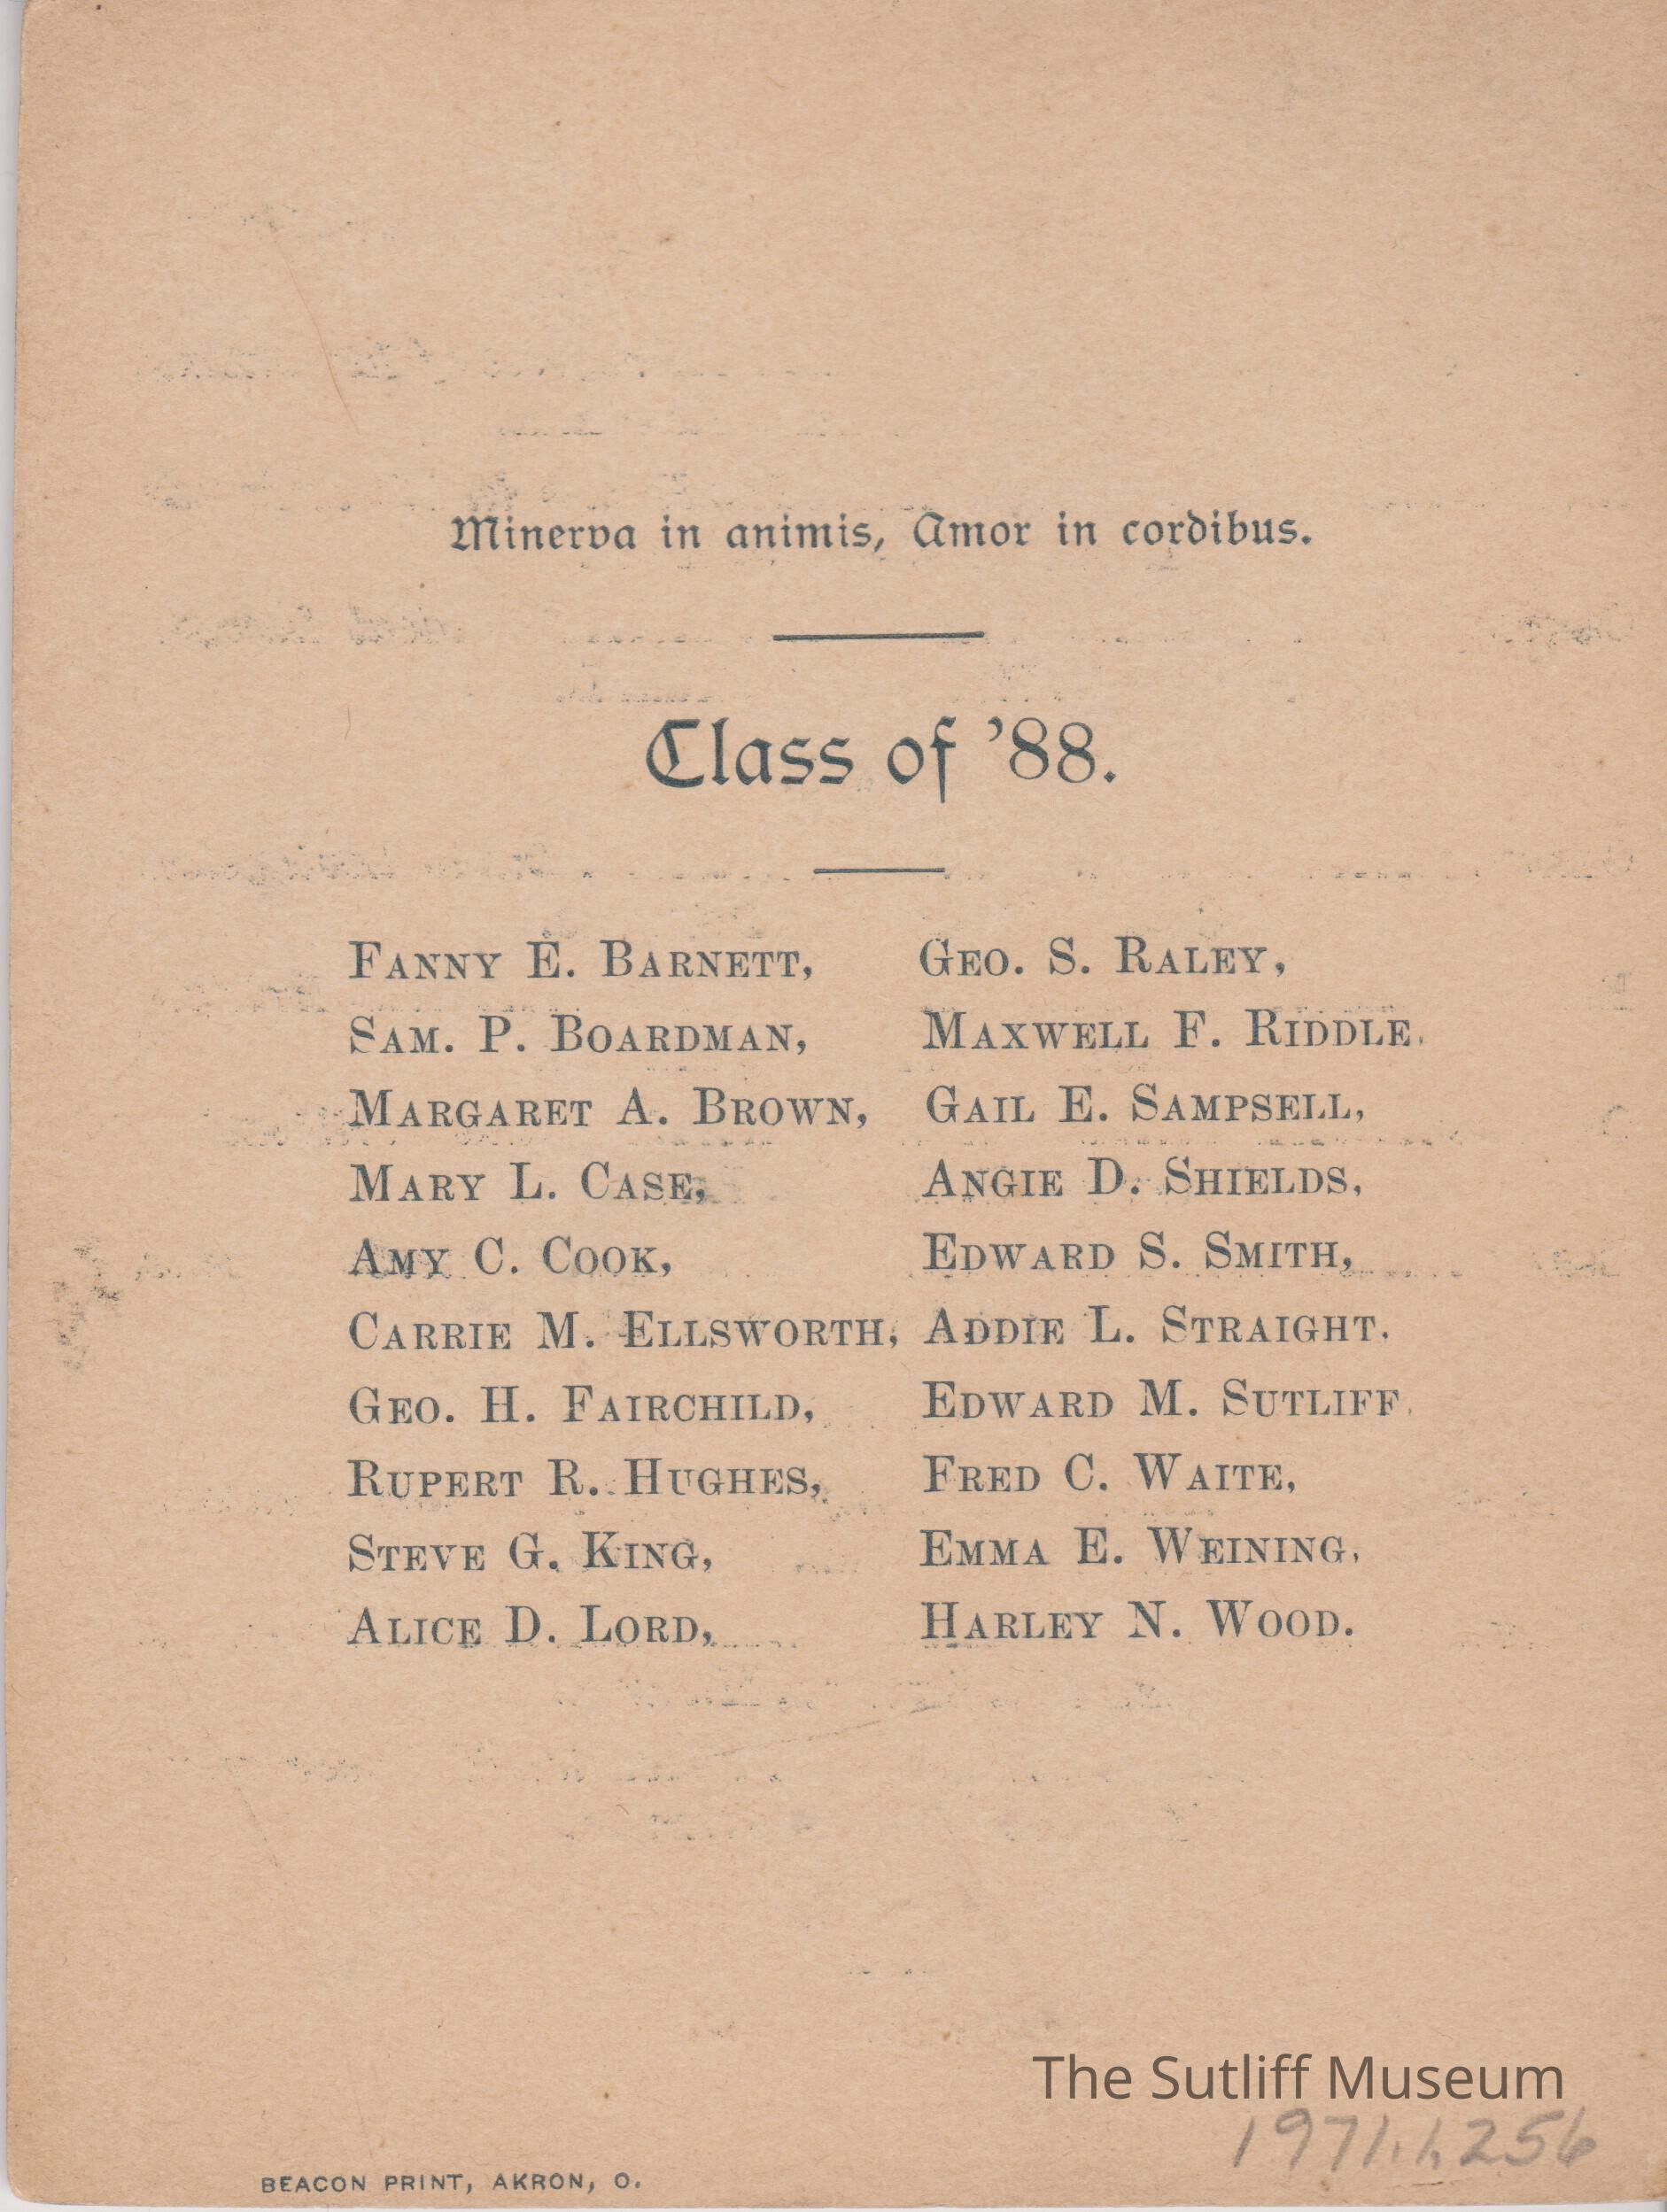 Minerva in animis, Amor in cordibus.
Class of '88.
FANNY E. BARNETT,
SAM. P. BOARDMAN,
MARGARET A. BROWN,
MARY L. CASE,
AMY C. COOK,
CARRIE M. ELLSWORTH,
GEO. H. FAIRCHILD,
RUPERT R. HUGHES,
STEVE G. KING,
ALICE D. LORD,
GEO. S. RALEY,
MAXWELL F. RIDDLE,
GAIL E. SAMPSELL,
ANGIE D. SHIELDS,
EDWARD S. SMITH,
ADDIE L. STRAIGHT,
EDWARD M. SUTLIFF,
FRED C. WAITE,
EMMA E. WEINING,
HARLEY N. WOOD.
The Sutliff Museum
1971.1.256
BEACON PRINT, AKRON, O.